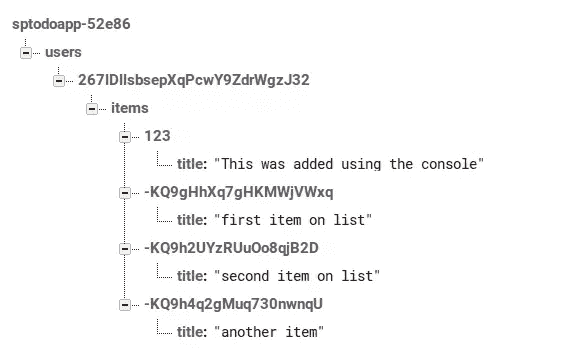 sptodoapp-52e86
users
267lDIlsbsepXqPcwY9ZdrWgzJ32
items
123
title: "This was added using the console"
-KQ9gHhXq7gHKMWjVWxq
title: "first item on list"
-KQ9h2UYzRUuOo8qjB2D
title: "second item on list"
-KQ9h4q2gMuq730nwnqU
title: "another item"